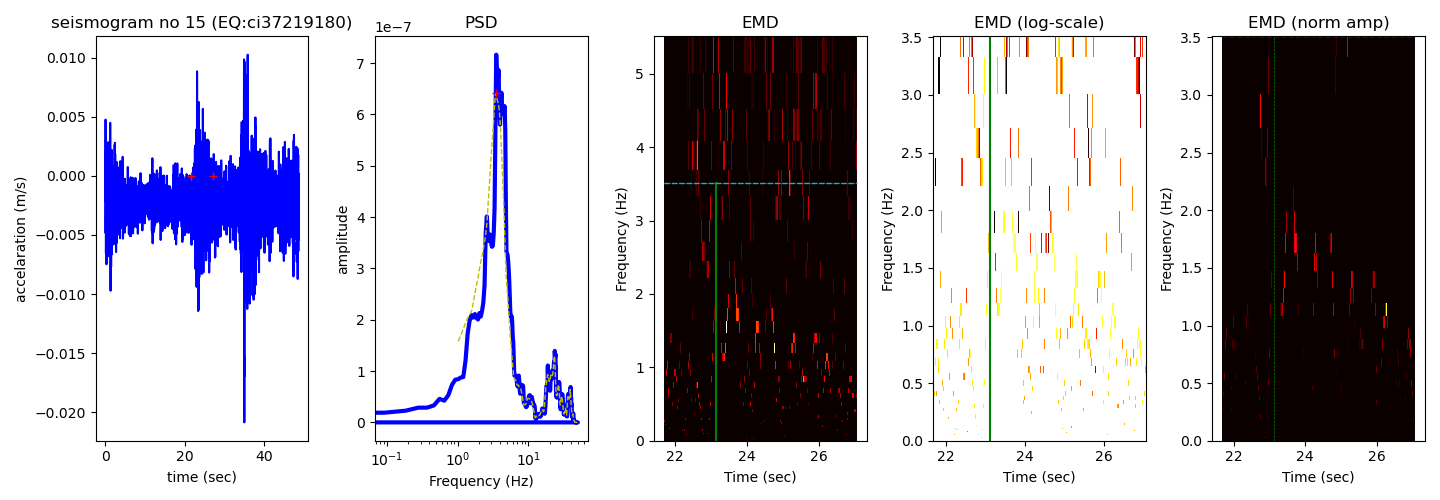 seismogram no 15 (EQ:ci37219180)
PSD
EMD
EMD (log-scale)
EMD (norm amp)
1e−7
accelaration (m/s)
0.010
0.005
0.000
−0.005
−0.010
−0.015
−0.020
0 20 40
time (sec)
amplitude
7
6
5
4
3
2
1
0
10⁻¹ 10⁰ 10¹
Frequency (Hz)
Frequency (Hz)
5
4
3
2
1
0
22 24 26
Time (sec)
Frequency (Hz)
3.5
3.0
2.5
2.0
1.5
1.0
0.5
0.0
22 24 26
Time (sec)
Frequency (Hz)
3.5
3.0
2.5
2.0
1.5
1.0
0.5
0.0
22 24 26
Time (sec)